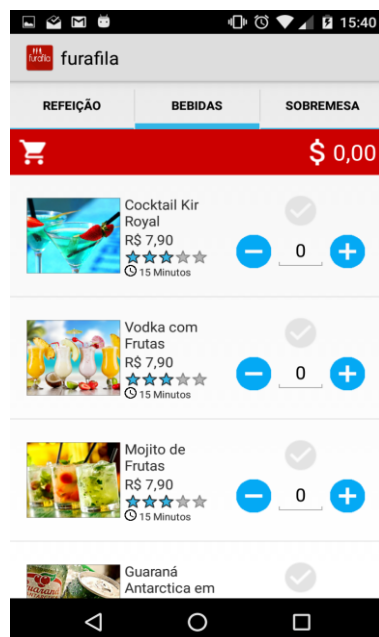 15:40
furafila
furafila
REFEIÇÃO
BEBIDAS
SOBREMESA
$ 0,00
Cocktail Kir
Royal
R$ 7,90
15 Minutos
0
Vodka com
Frutas
R$ 7,90
15 Minutos
0
Mojito de
Frutas
R$ 7,90
15 Minutos
0
Guaraná
Antarctica em